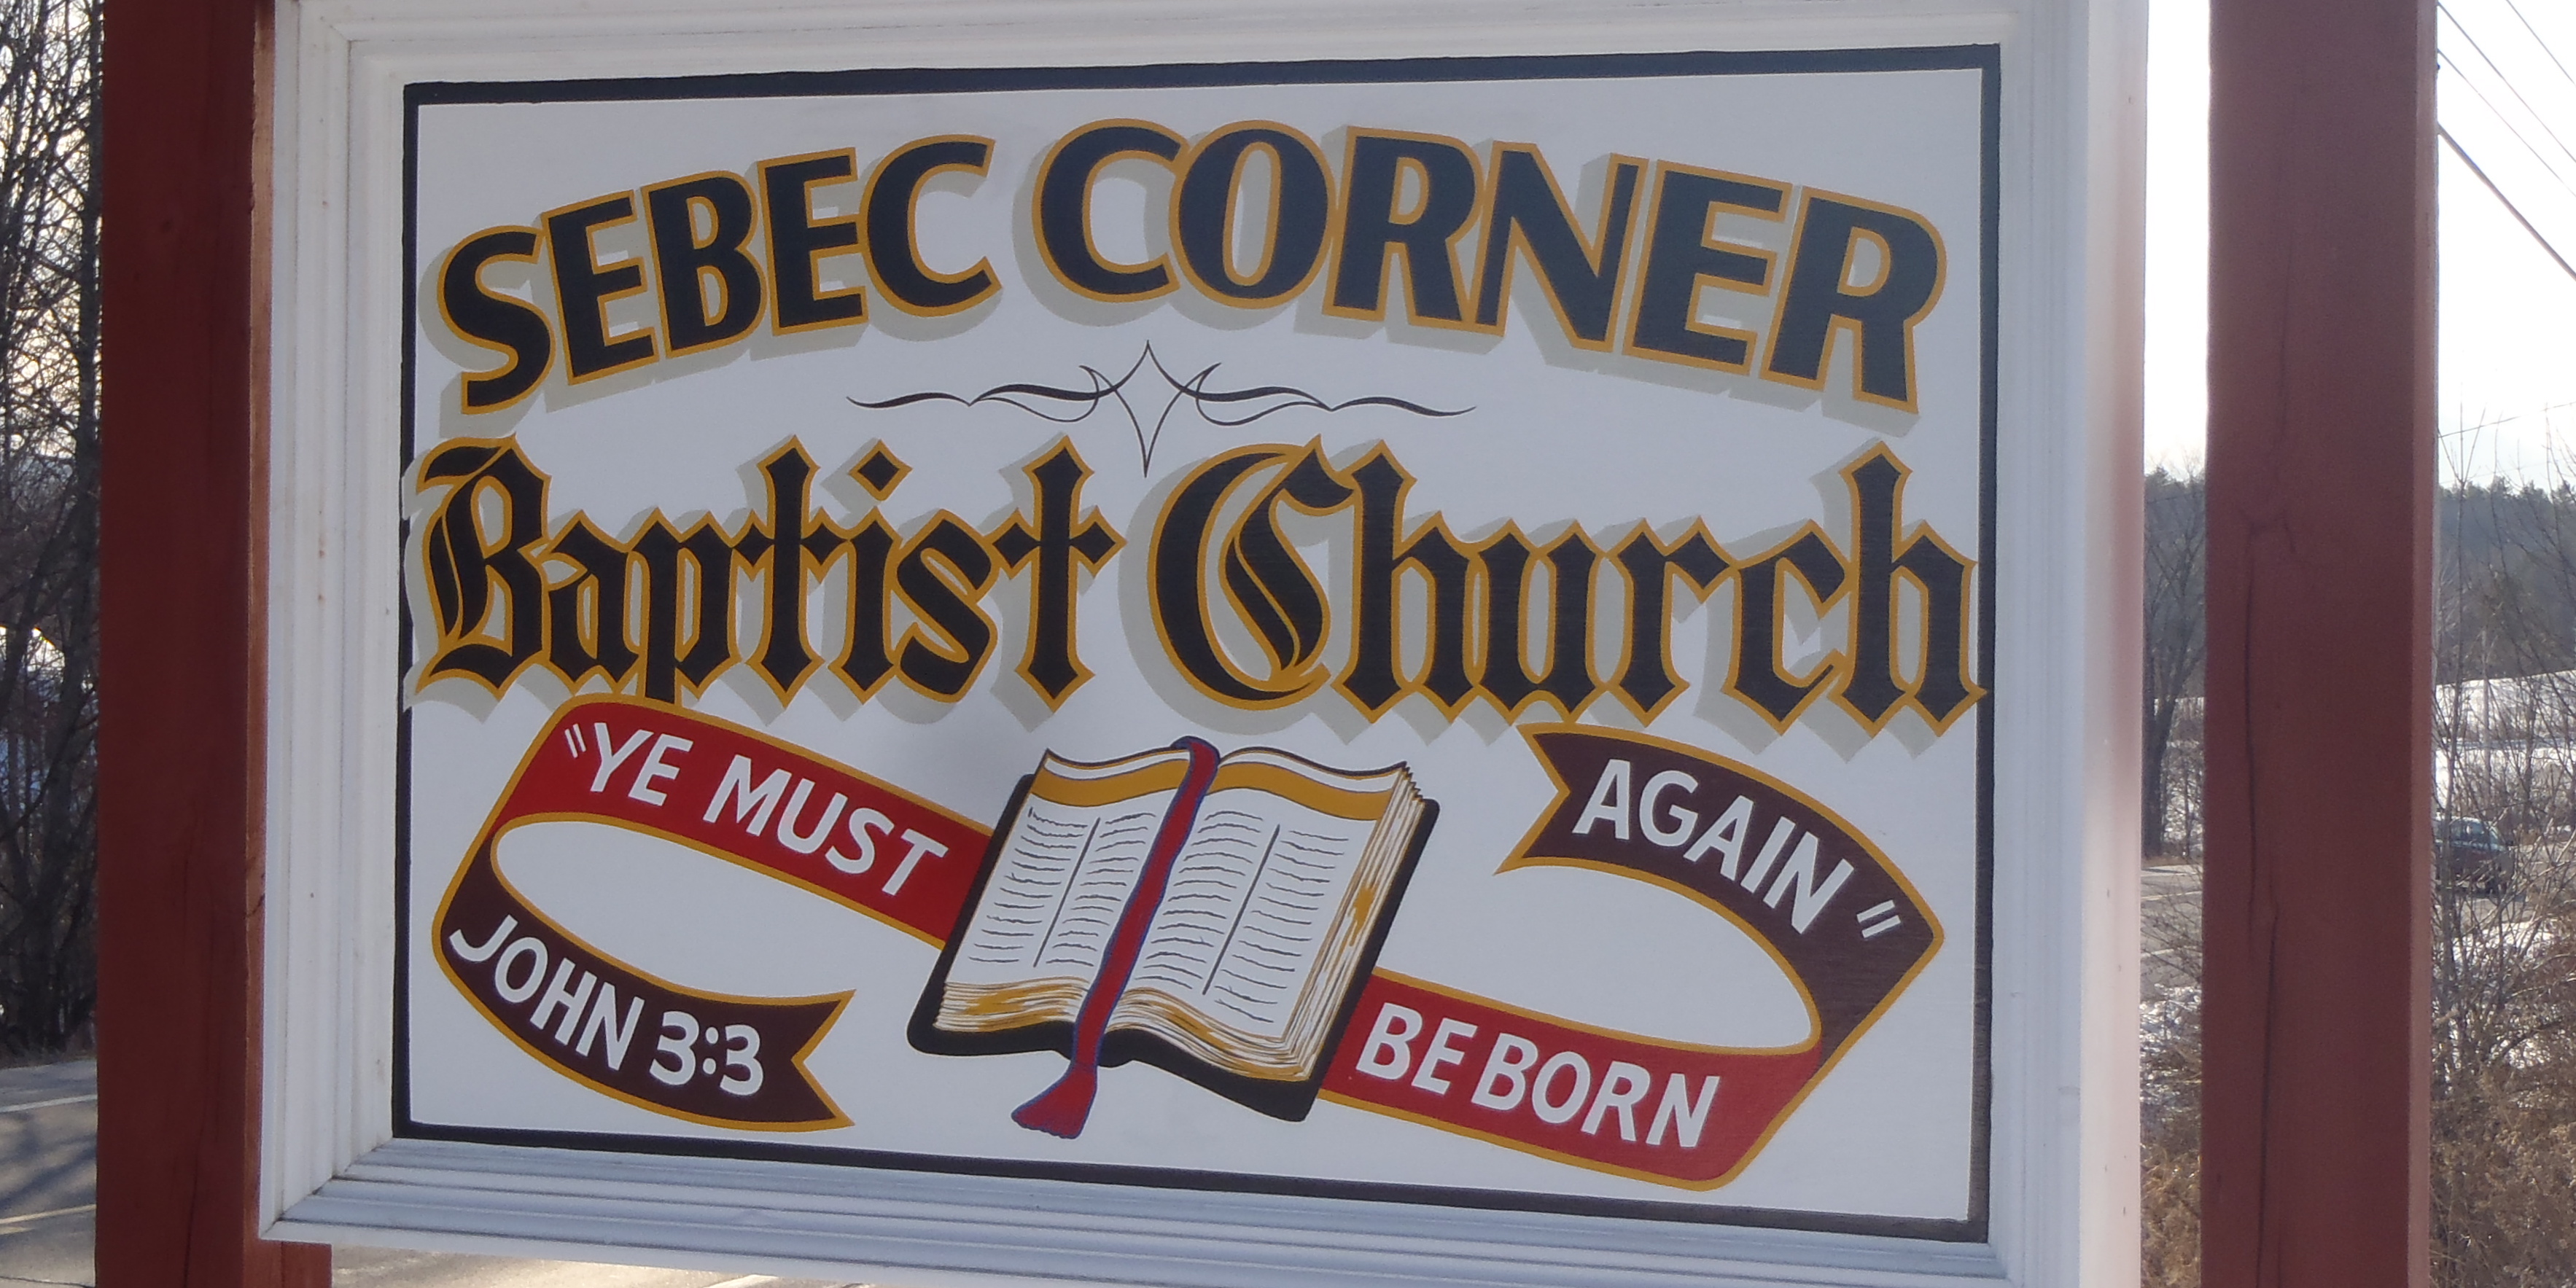 SEBEC CORNER
Baptist Church
"YE MUST
BE BORN
AGAIN"
JOHN 3:3